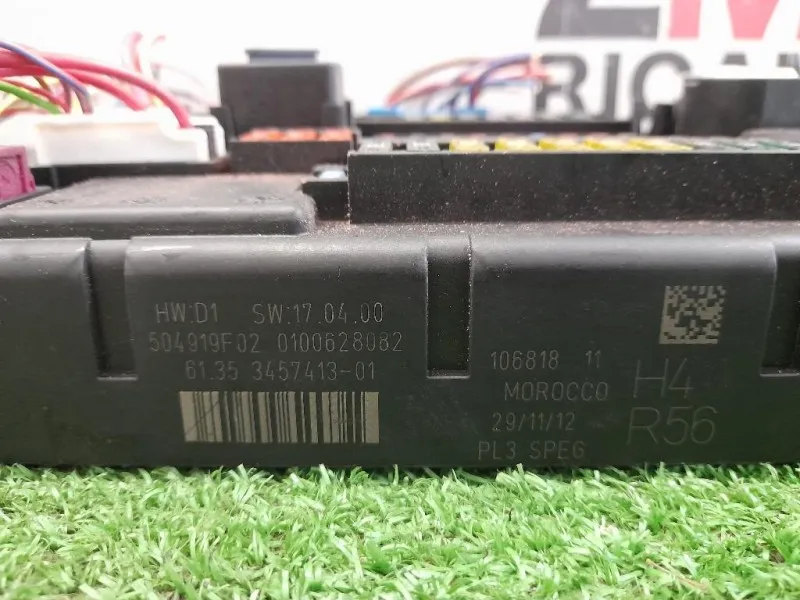 RICAM
HW:D1 SW:17.04.00
504919F02 0100628082
61.35 3457413-01
106818 11
MOROCCO
29/11/12
PL3 SPEG
H4
R56